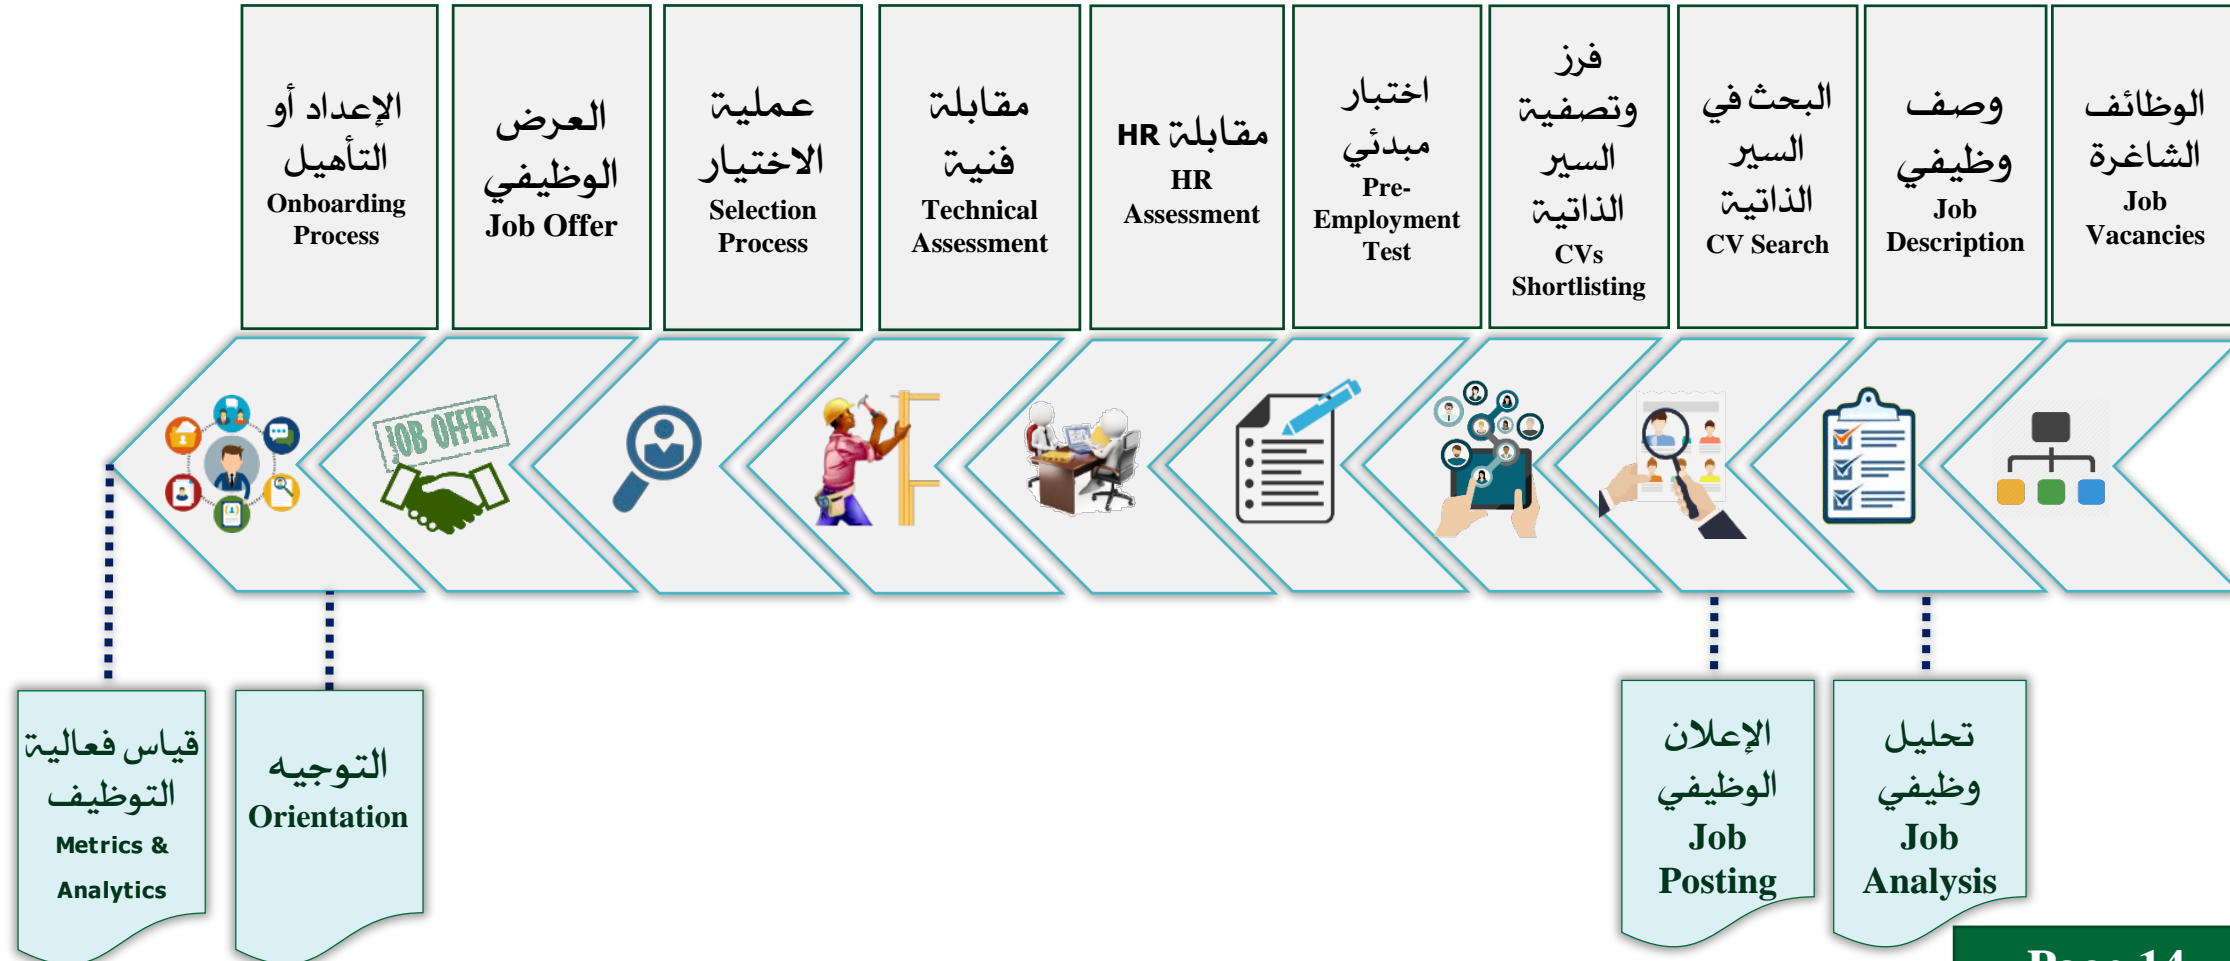 الوظائف
الشاغرة
Job
Vacancies
وصف
وظيفي
Job
Description
البحث في
السير
الذاتية
CV Search
فرز
وتصفية
السير
الذاتية
CVs
Shortlisting
اختبار
مبدئي
Pre-
Employment
Test
مقابلة HR
HR
Assessment
مقابلة
فنية
Technical
Assessment
عملية
الاختيار
Selection
Process
العرض
الوظيفي
Job Offer
الإعداد أو
التأهيل
Onboarding
Process
JOB OFFER
تحليل
وظيفي
Job
Analysis
الإعلان
الوظيفي
Job
Posting
التوجيه
Orientation
قياس فعالية
التوظيف
Metrics &
Analytics
Page 14